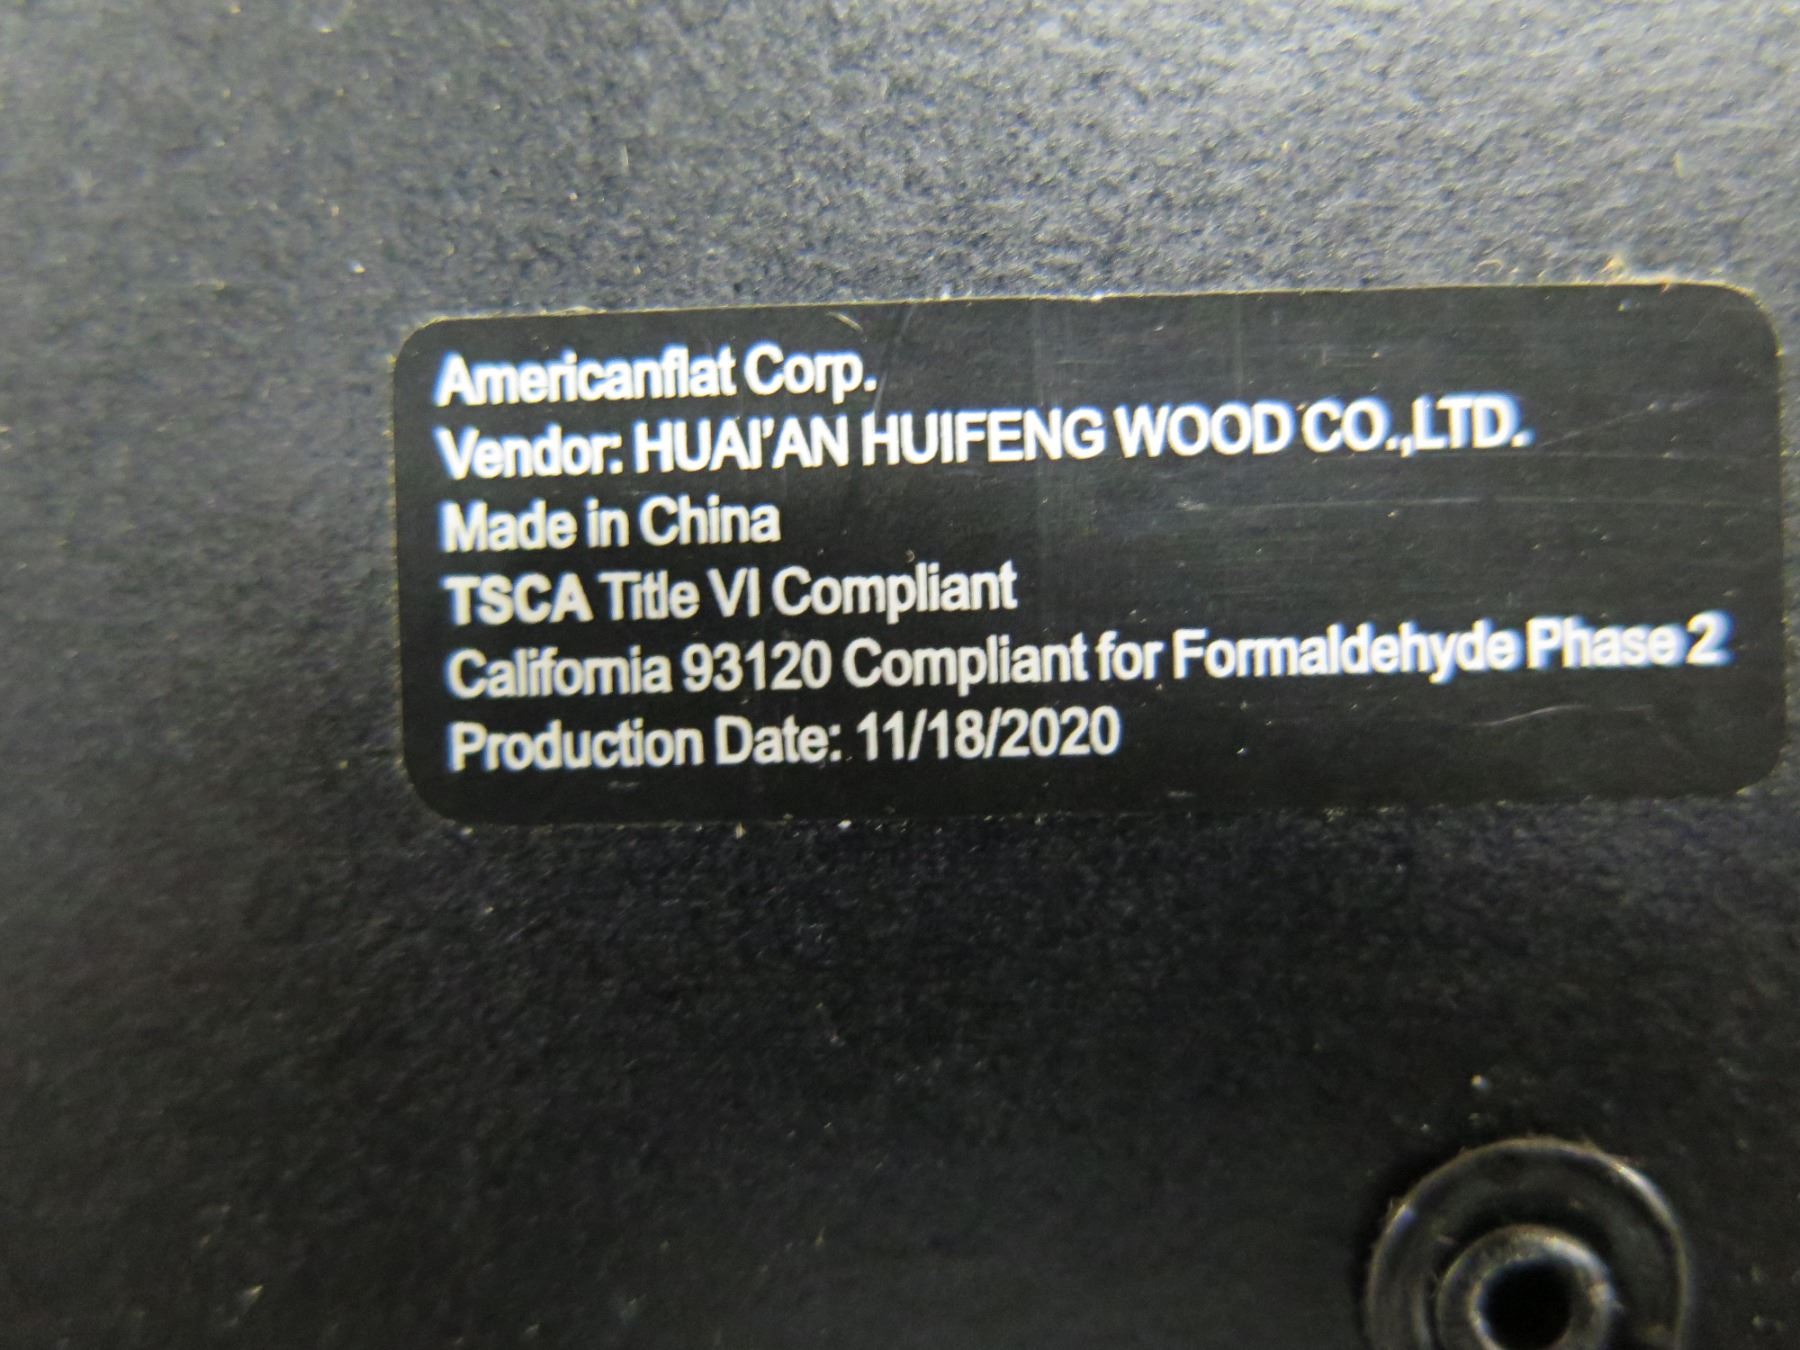 Americanflat Corp.
Vendor: HUAI'AN HUIFENG WOOD CO.,LTD.
Made in China
TSCA Title VI Compliant
California 93120 Compliant for Formaldehyde Phase 2
Production Date: 11/18/2020